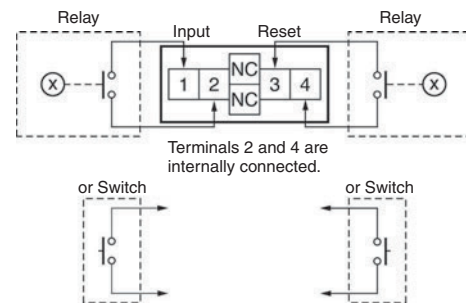 Relay
Input
Reset
Relay
X
1
2
NC
NC
3
4
X
Terminals 2 and 4 are
internally connected.
or Switch
or Switch